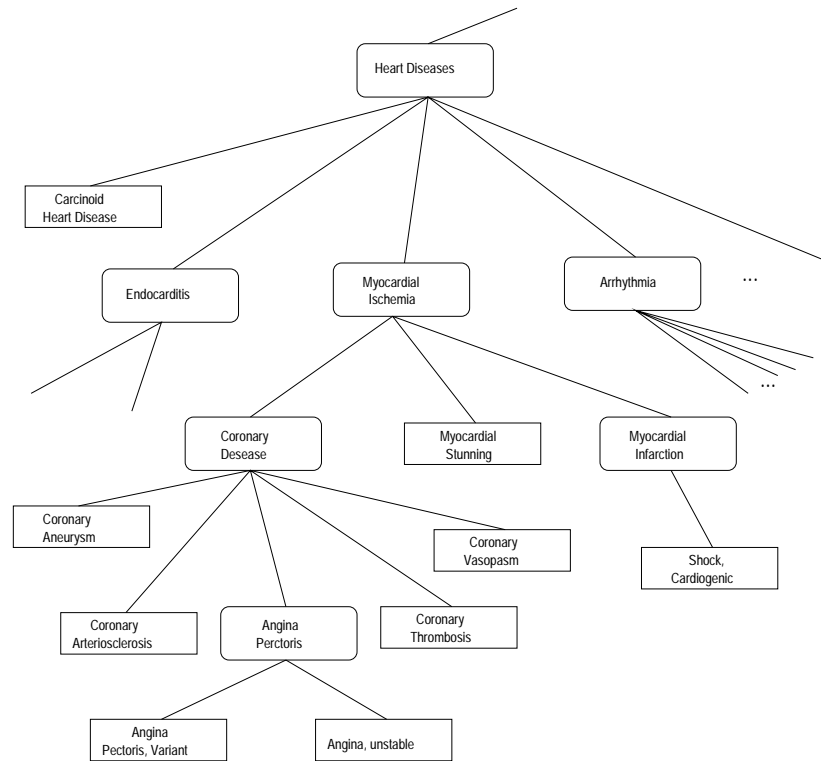 Heart Diseases
Carcinoid
Heart Disease
Endocarditis
Myocardial
Ischemia
Arrhythmia
...
...
Coronary
Desease
Myocardial
Stunning
Myocardial
Infarction
Coronary
Aneurysm
Coronary
Vasopasm
Shock,
Cardiogenic
Coronary
Arteriosclerosis
Angina
Perctoris
Coronary
Thrombosis
Angina
Pectoris, Variant
Angina, unstable